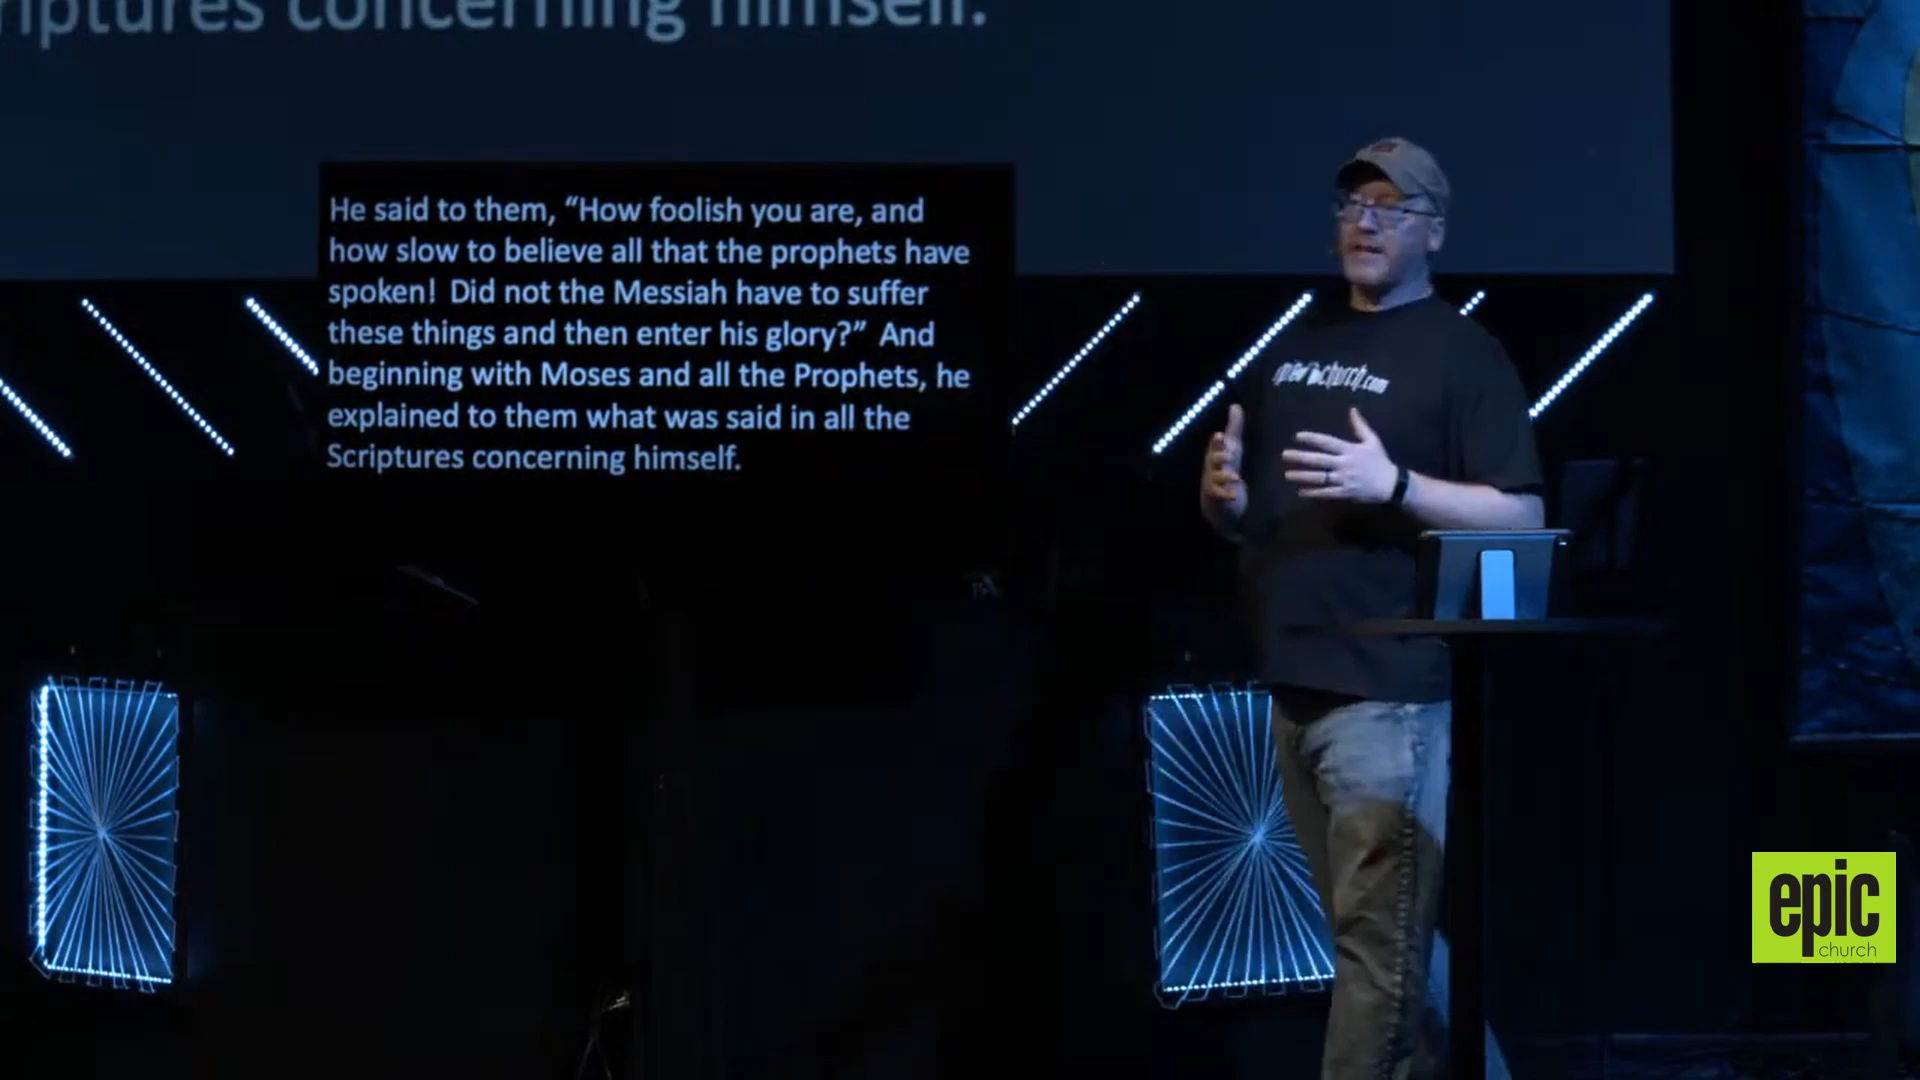 riptures concerning himself.
He said to them, “How foolish you are, and
how slow to believe all that the prophets have
spoken!  Did not the Messiah have to suffer
these things and then enter his glory?”  And
beginning with Moses and all the Prophets, he
explained to them what was said in all the
Scriptures concerning himself.
church.com
epic
church